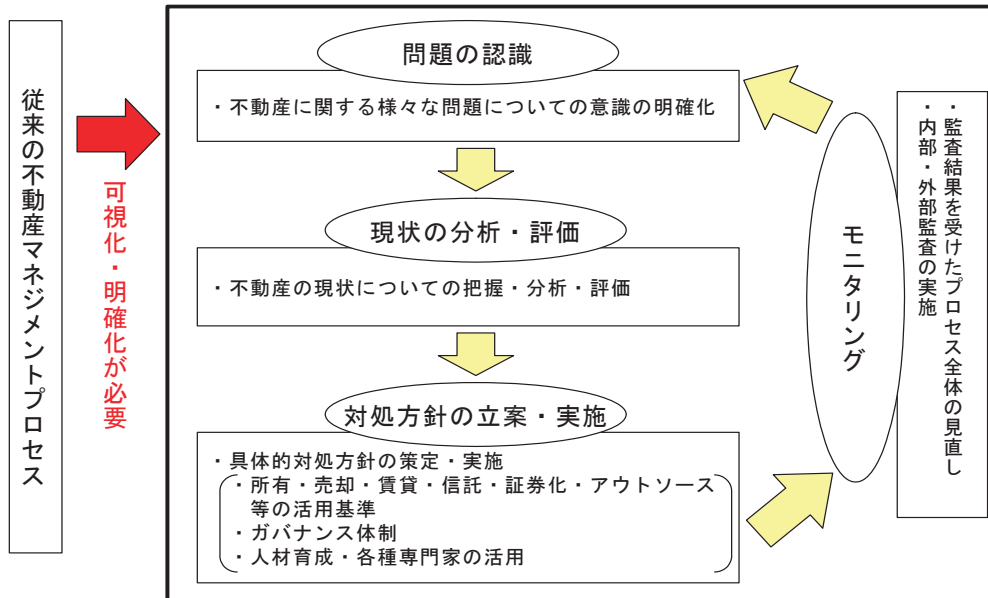 従来の不動産マネジメントプロセス
可視化・明確化が必要
問題の認識
・不動産に関する様々な問題についての意識の明確化
現状の分析・評価
・不動産の現状についての把握・分析・評価
対処方針の立案・実施
・具体的対処方針の策定・実施
・所有・売却・賃貸・信託・証券化・アウトソース
等の活用基準
・ガバナンス体制
・人材育成・各種専門家の活用
モニタリング
・監査結果を受けたプロセス全体の見直し
・内部・外部監査の実施